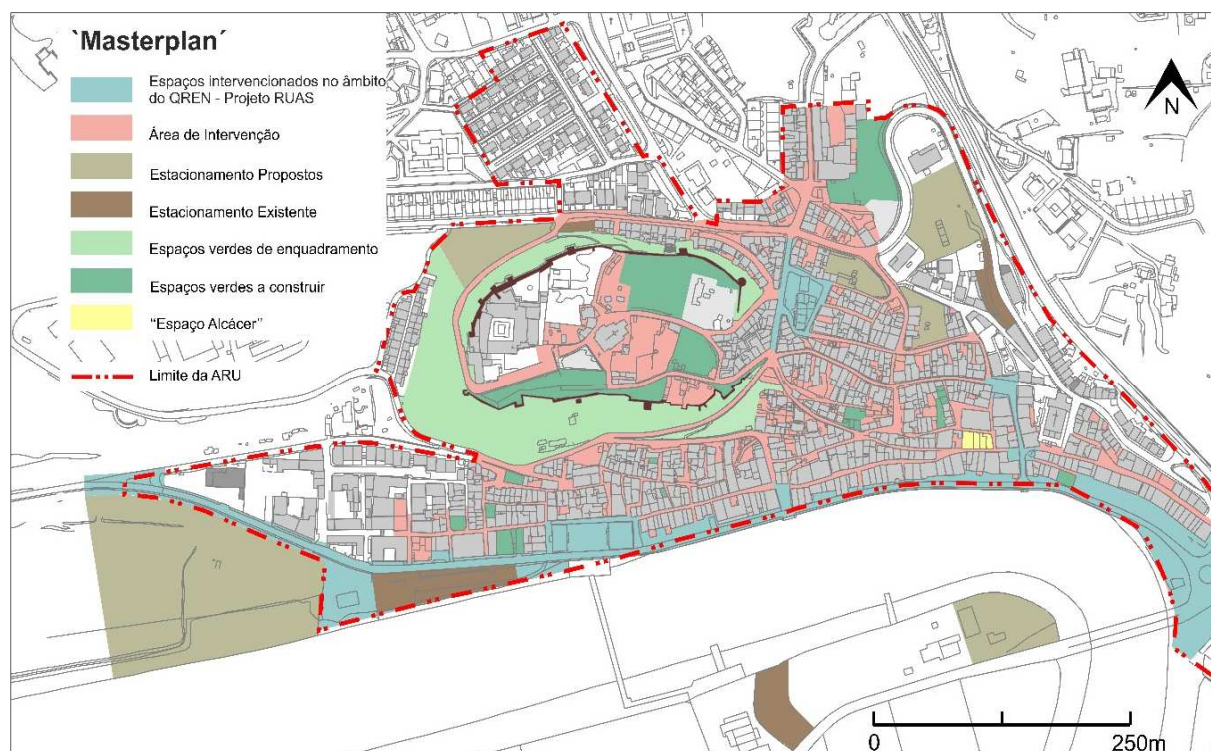 `Masterplan´
Espaços intervencionados no âmbito
do QREN - Projeto RUAS
Área de Intervenção
Estacionamento Propostos
Estacionamento Existente
Espaços verdes de enquadramento
Espaços verdes a construir
“Espaço Alcácer”
Limite da ARU
N
0
250m